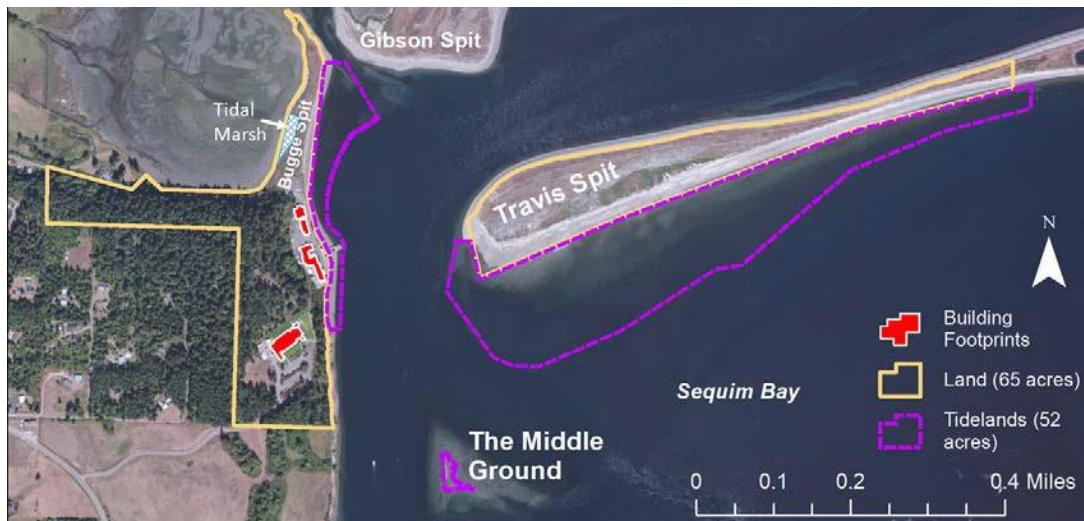 Gibson Spit
Tidal
Marsh
Bugge Spit
Travis Spit
N
Building
Footprints
Land (65 acres)
Sequim Bay
Tidelands (52
acres)
The Middle
Ground
0 0.1 0.2 0.4 Miles